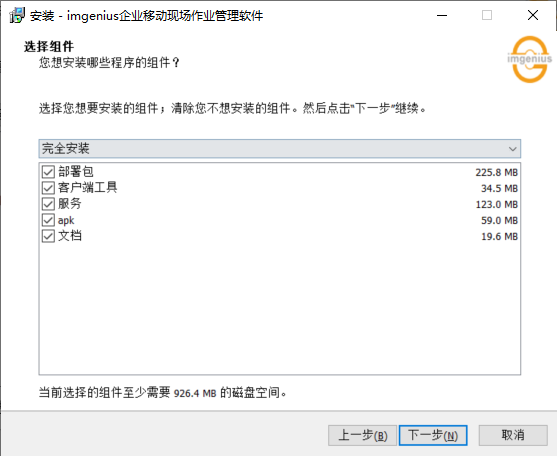 安装 - imgenius企业移动现场作业管理软件
选择组件
您想安装哪些程序的组件？
imgenius
选择您想要安装的组件；清除您不想安装的组件。然后点击“下一步”继续。
完全安装
部署包 225.8 MB
客户端工具 34.5 MB
服务 123.0 MB
apk 59.0 MB
文档 19.6 MB
当前选择的组件至少需要 926.4 MB 的磁盘空间。
上一步(B) 下一步(N) 取消